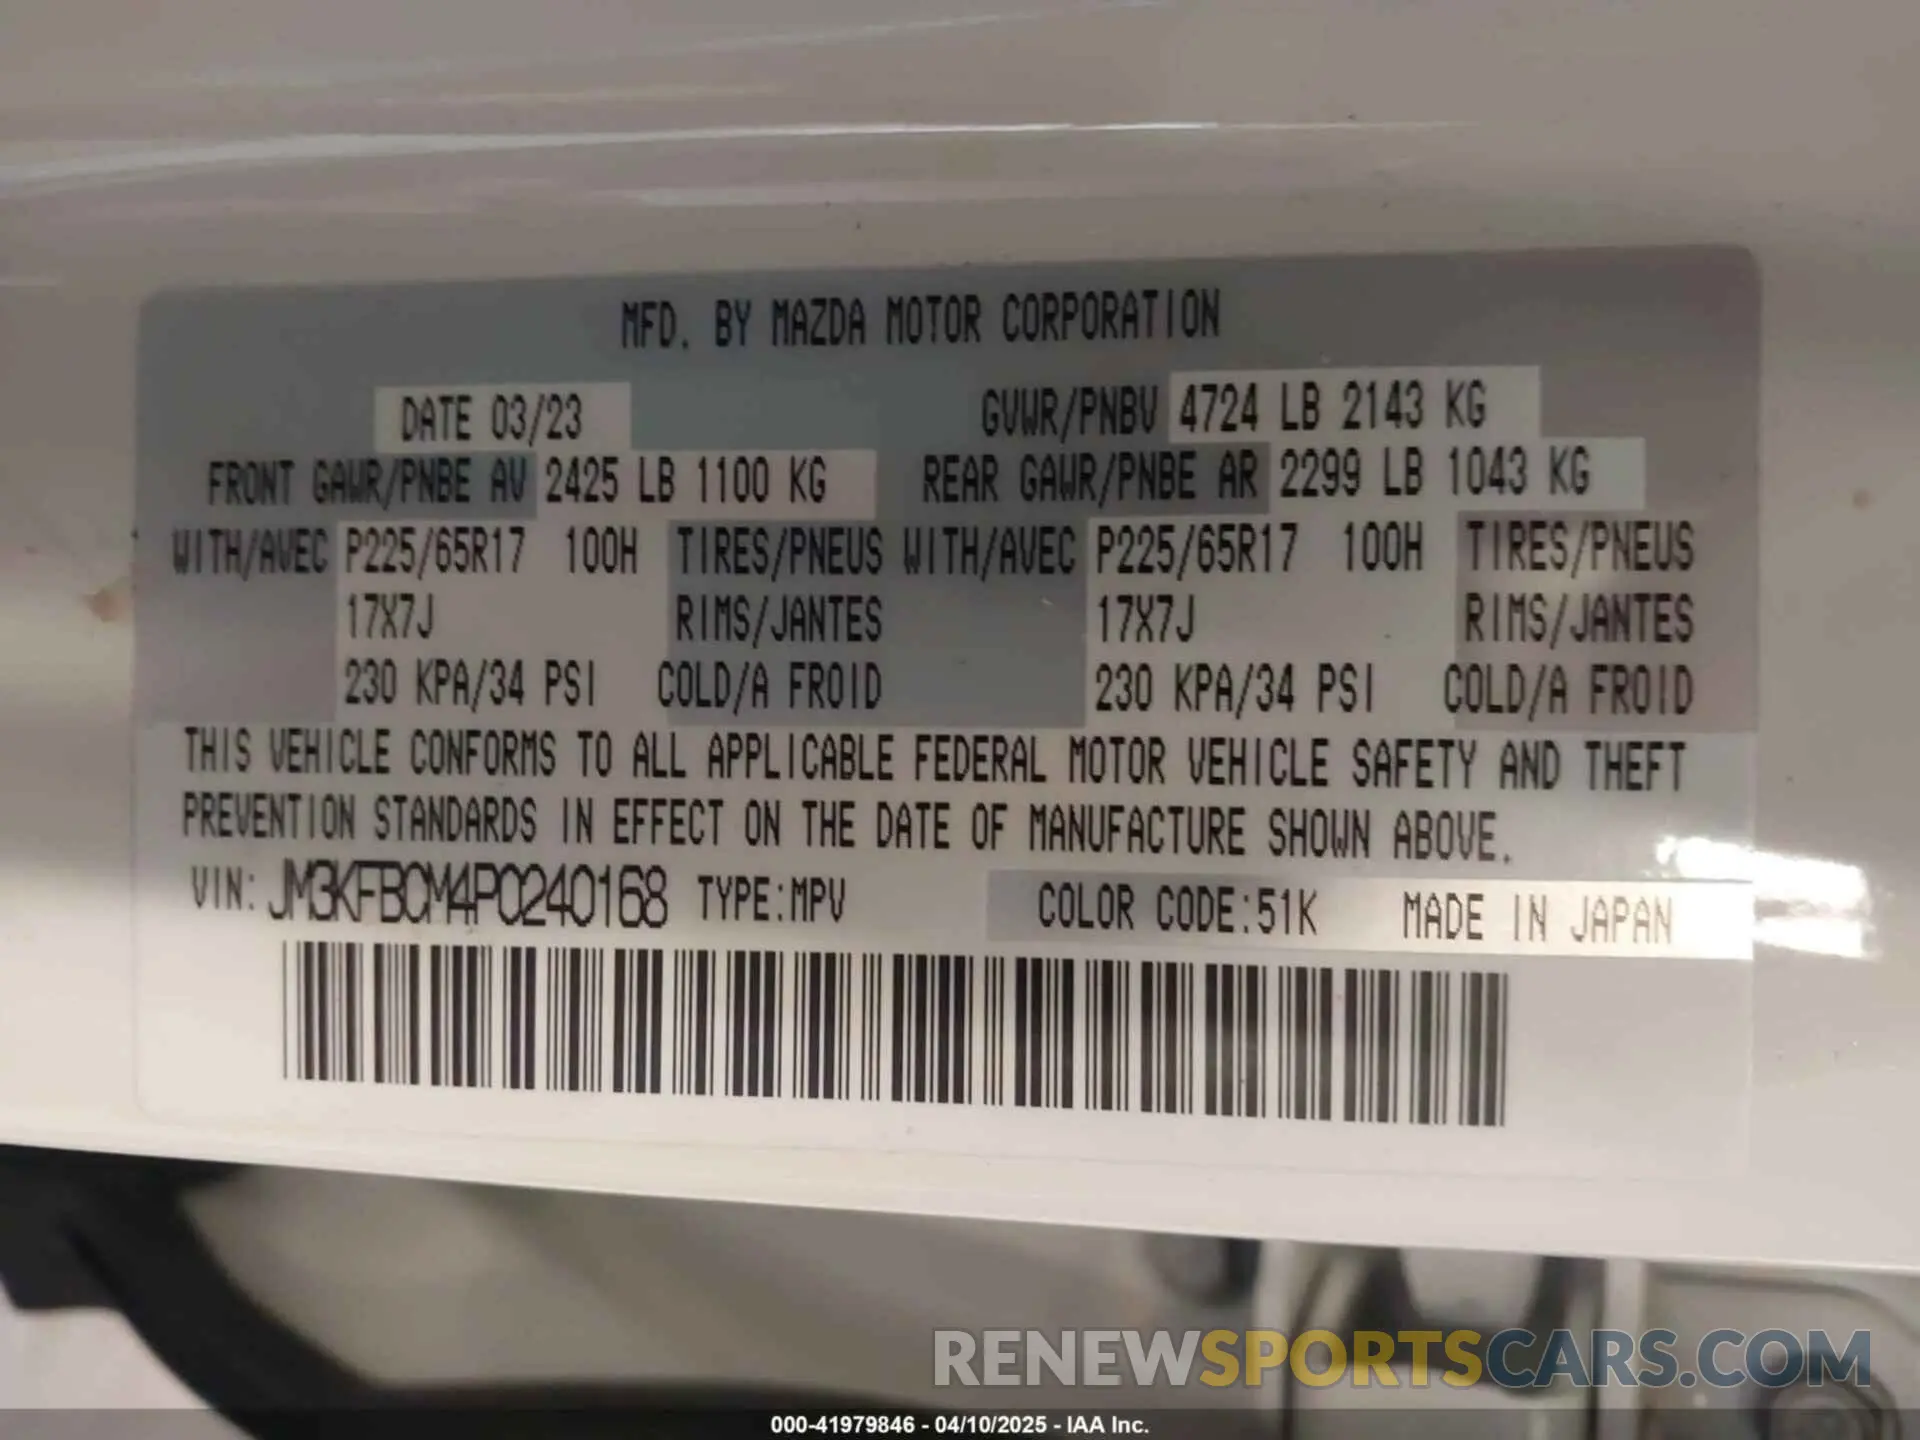 MFD. BY MAZDA MOTOR CORPORATION
DATE 03/23 GVWR/PNBV 4724 LB 2143 KG
FRONT GAWR/PNBE AV 2425 LB 1100 KG REAR GAWR/PNBE AR 2299 LB 1043 KG
WITH/AVEC P225/65R17 100H TIRES/PNEUS WITH/AVEC P225/65R17 100H TIRES/PNEUS
17X7J RIMS/JANTES 17X7J RIMS/JANTES
230 KPA/34 PSI COLD/A FROID 230 KPA/34 PSI COLD/A FROID
THIS VEHICLE CONFORMS TO ALL APPLICABLE FEDERAL MOTOR VEHICLE SAFETY AND THEFT
PREVENTION STANDARDS IN EFFECT ON THE DATE OF MANUFACTURE SHOWN ABOVE.
VIN: JM3KFBCM4P0240168 TYPE:MPV COLOR CODE:51K MADE IN JAPAN
RENEWSPORTSCARS.COM
000-41979846 - 04/10/2025 - IAA Inc.